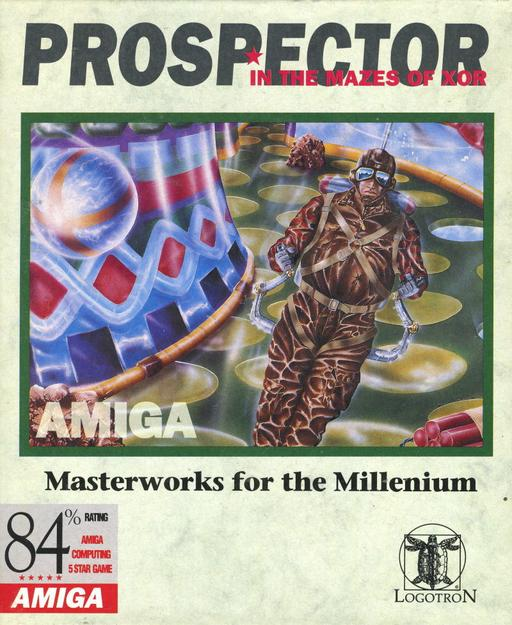 PROSPECTOR
IN THE MAZES OF XOR
AMIGA
Masterworks for the Millenium
84% RATING
AMIGA
COMPUTING
5 STAR GAME
AMIGA
LOGOTRON